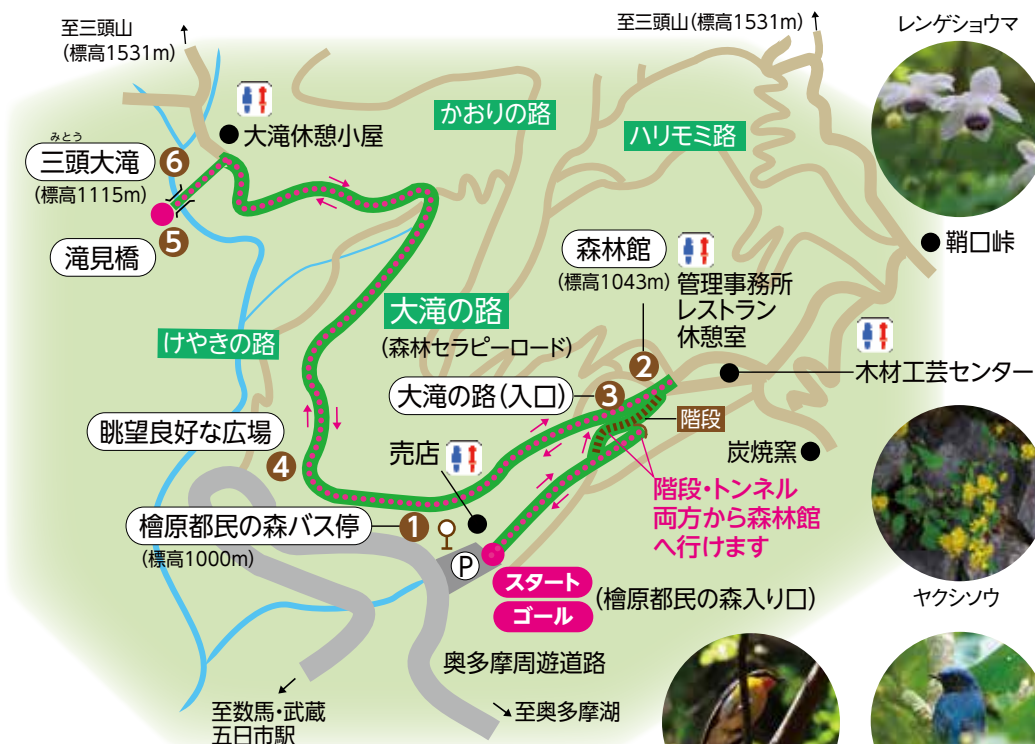 至三頭山
(標高1531m)
至三頭山(標高1531m)
レンゲショウマ
かおりの路
ハリモミ路
大滝休憩小屋
みとう
三頭大滝
6
(標高1115m)
5
滝見橋
鞘口峠
森林館
(標高1043m)
管理事務所
レストラン
休憩室
大滝の路
(森林セラピーロード)
けやきの路
2
木材工芸センター
大滝の路(入口)
3
階段
眺望良好な広場
4
売店
炭焼窯
階段・トンネル
両方から森林館
へ行けます
檜原都民の森バス停
1
(標高1000m)
P
スタート
ゴール
(檜原都民の森入り口)
ヤクシソウ
奥多摩周遊道路
至数馬・武蔵
五日市駅
至奥多摩湖